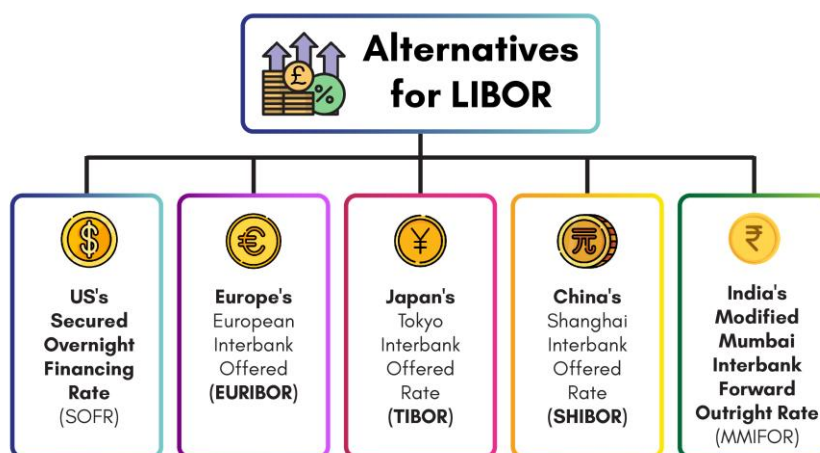 Alternatives
for LIBOR
US's
Secured
Overnight
Financing
Rate
(SOFR)
Europe's
European
Interbank
Offered
(EURIBOR)
Japan's
Tokyo
Interbank
Offered
Rate
(TIBOR)
China's
Shanghai
Interbank
Offered
Rate
(SHIBOR)
India's
Modified
Mumbai
Interbank
Forward
Outright Rate
(MMIFOR)